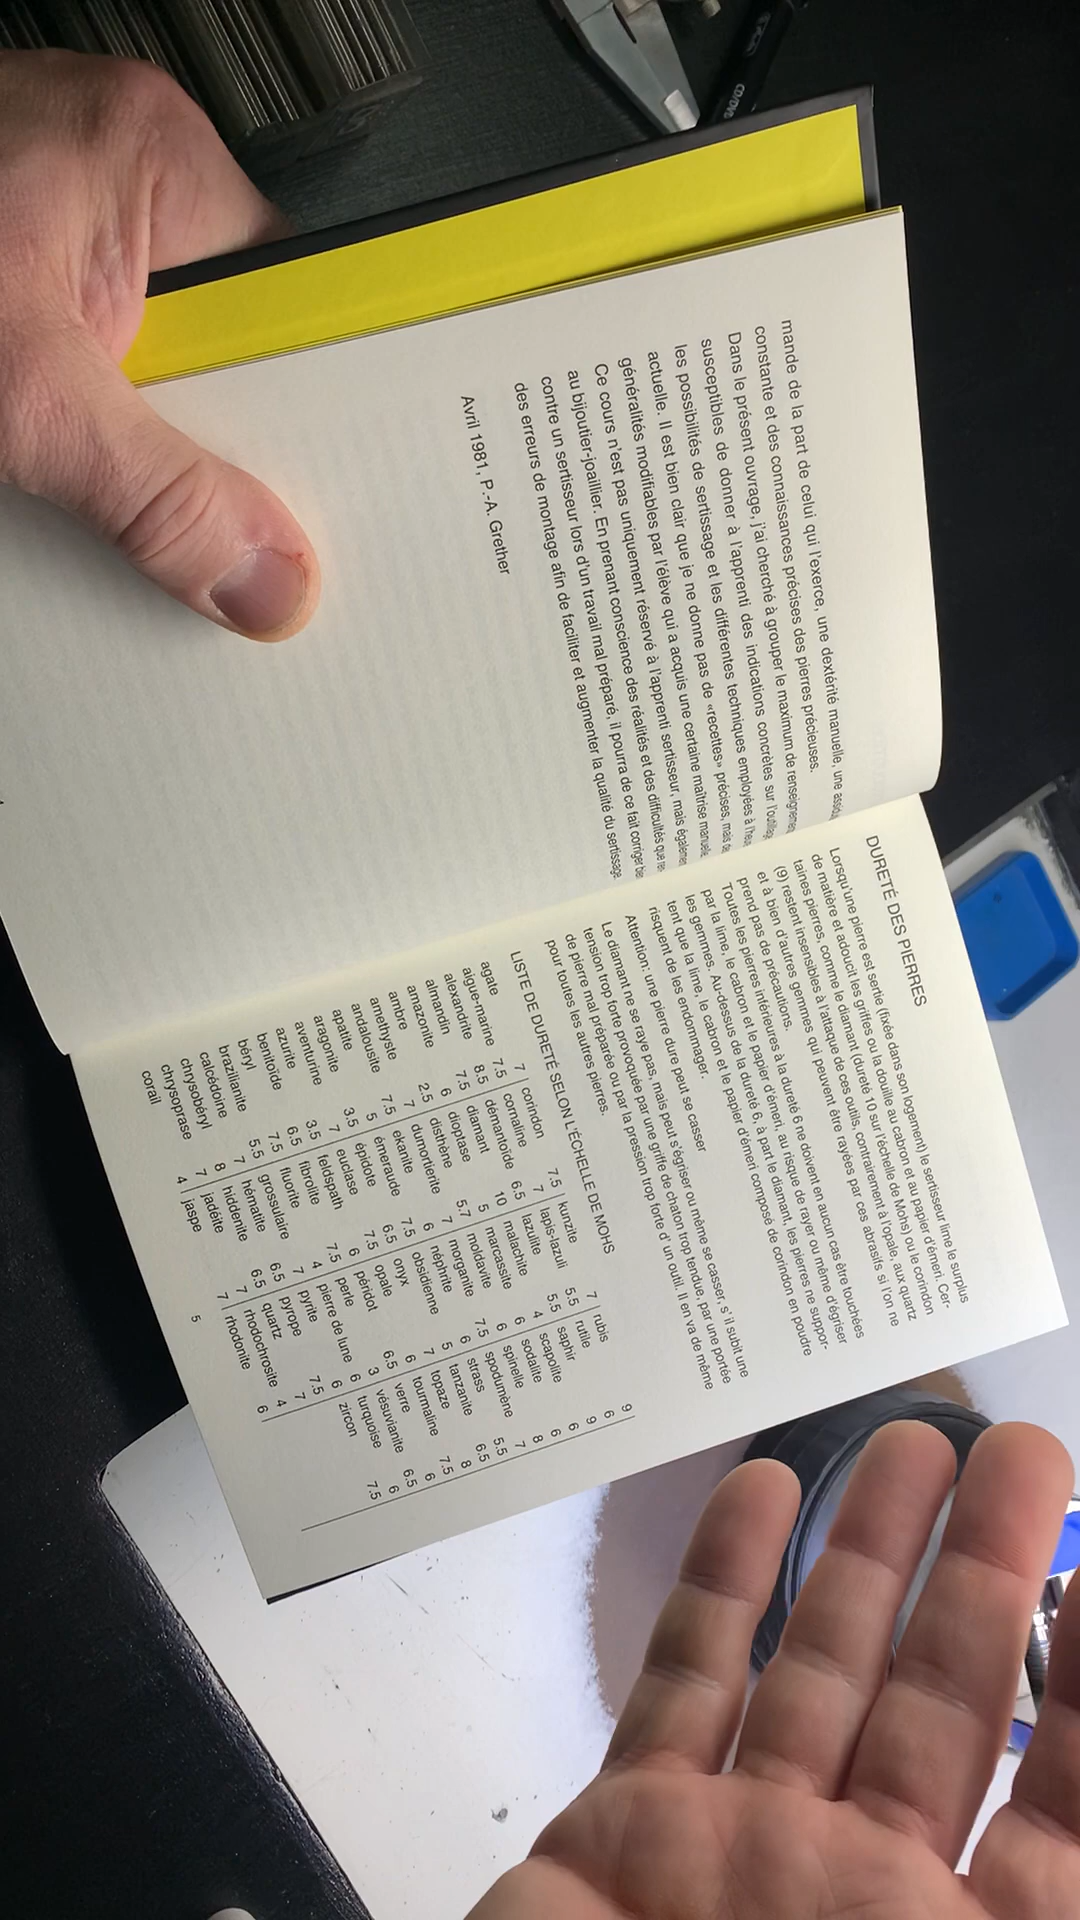 mande de la part de celui qui l'exerce, une dextérité manuelle, une assidu
constante et des connaissances précises des pierres précieuses.
Dans le présent ouvrage, j'ai cherché à grouper le maximum de renseignemen
susceptibles de donner à l'apprenti des indications concrètes sur l'outillag
les possibilités de sertissage et les différentes techniques employées à l'heu
actuelle. Il est bien clair que je ne donne pas de «recettes» précises, mais de
généralités modifiables par l'élève qui a acquis une certaine maîtrise manuelle
Ce cours n'est pas uniquement réservé à l'apprenti sertisseur, mais égalemen
au bijoutier-joaillier. En prenant conscience des réalités et des difficultés que ren
contre un sertisseur lors d'un travail mal préparé, il pourra de ce fait corriger bie
des erreurs de montage afin de faciliter et augmenter la qualité du sertissage.
Avril 1981, P.-A. Grether
DURETÉ DES PIERRES
Lorsqu'une pierre est sertie (fixée dans son logement) le sertisseur lime le surplus
de matière et adoucit les griffes ou la douille au cabron et au papier d'émeri. Cer-
taines pierres, comme le diamant (dureté 10 sur l'échelle de Mohs) ou le corindon
(9) restent insensibles à l'attaque de ces outils, contrairement à l'opale, aux quartz
et à bien d'autres gemmes qui peuvent être rayées par ces abrasifs si l'on ne
prend pas de précautions.
Toutes les pierres inférieures à la dureté 6 ne doivent en aucun cas être touchées
par la lime, le cabron et le papier d'émeri, au risque de rayer ou même d'égriser
les gemmes. Au-dessus de la dureté 6, à part le diamant, les pierres ne suppor-
tent que la lime, le cabron et le papier d'émeri composé de corindon en poudre
risquent de les endommager.
Attention: une pierre dure peut se casser
Le diamant ne se raye pas, mais peut s'égriser ou même se casser, s'il subit une
tension trop forte provoquée par une griffe de chaton trop tendue, par une portée
de pierre mal préparée ou par la pression trop forte d'un outil. Il en va de même
pour toutes les autres pierres.
LISTE DE DURETÉ SELON L'ÉCHELLE DE MOHS
agate 7 corindon 7.5 kunzite 7 rubis 9
aigue-marine 7.5 cornaline 7 lapis-lazuli 5.5 rutile 6
alexandrite 8.5 démantoïde 6.5 lazulite 5.5 saphir 9
almandin 7.5 diamant 10 malachite 4 scapolite 6
amazonite 6 dioptase 5 marcassite 6 sodalite 6
ambre 2.5 disthène 5.7 moldavite 6 spinelle 8
améthyste 7 dumortiérite 7 morganite 7.5 spodumène 7
andalousite 7.5 ekanite 6 néphrite 6 strass 5.5
apatite 5 émeraude 7.5 obsidienne 5 tanzanite 6.5
aragonite 3.5 épidote 6.5 onyx 7 topaze 8
aventurine 7 euclase 7.5 opale 6 tourmaline 7.5
azurite 3.5 feldspath 6 péridot 6.5 verre 6
benitoïde 6.5 fibrolite 7.5 perle 3 vésuvianite 6.5
béryl 7.5 fluorite 4 pierre de lune 6 turquoise 6
brazilianite 5.5 grossulaire 7 pyrite 6 zircon 7.5
calcédoine 7 hématite 6.5 pyrope 7.5
chrysobéryl 8 hiddénite 7 quartz 7
chrysoprase 7 jadéite 7 rhodochrosite 4
corail 4 jaspe 7 rhodonite 6
5
CD/DVD